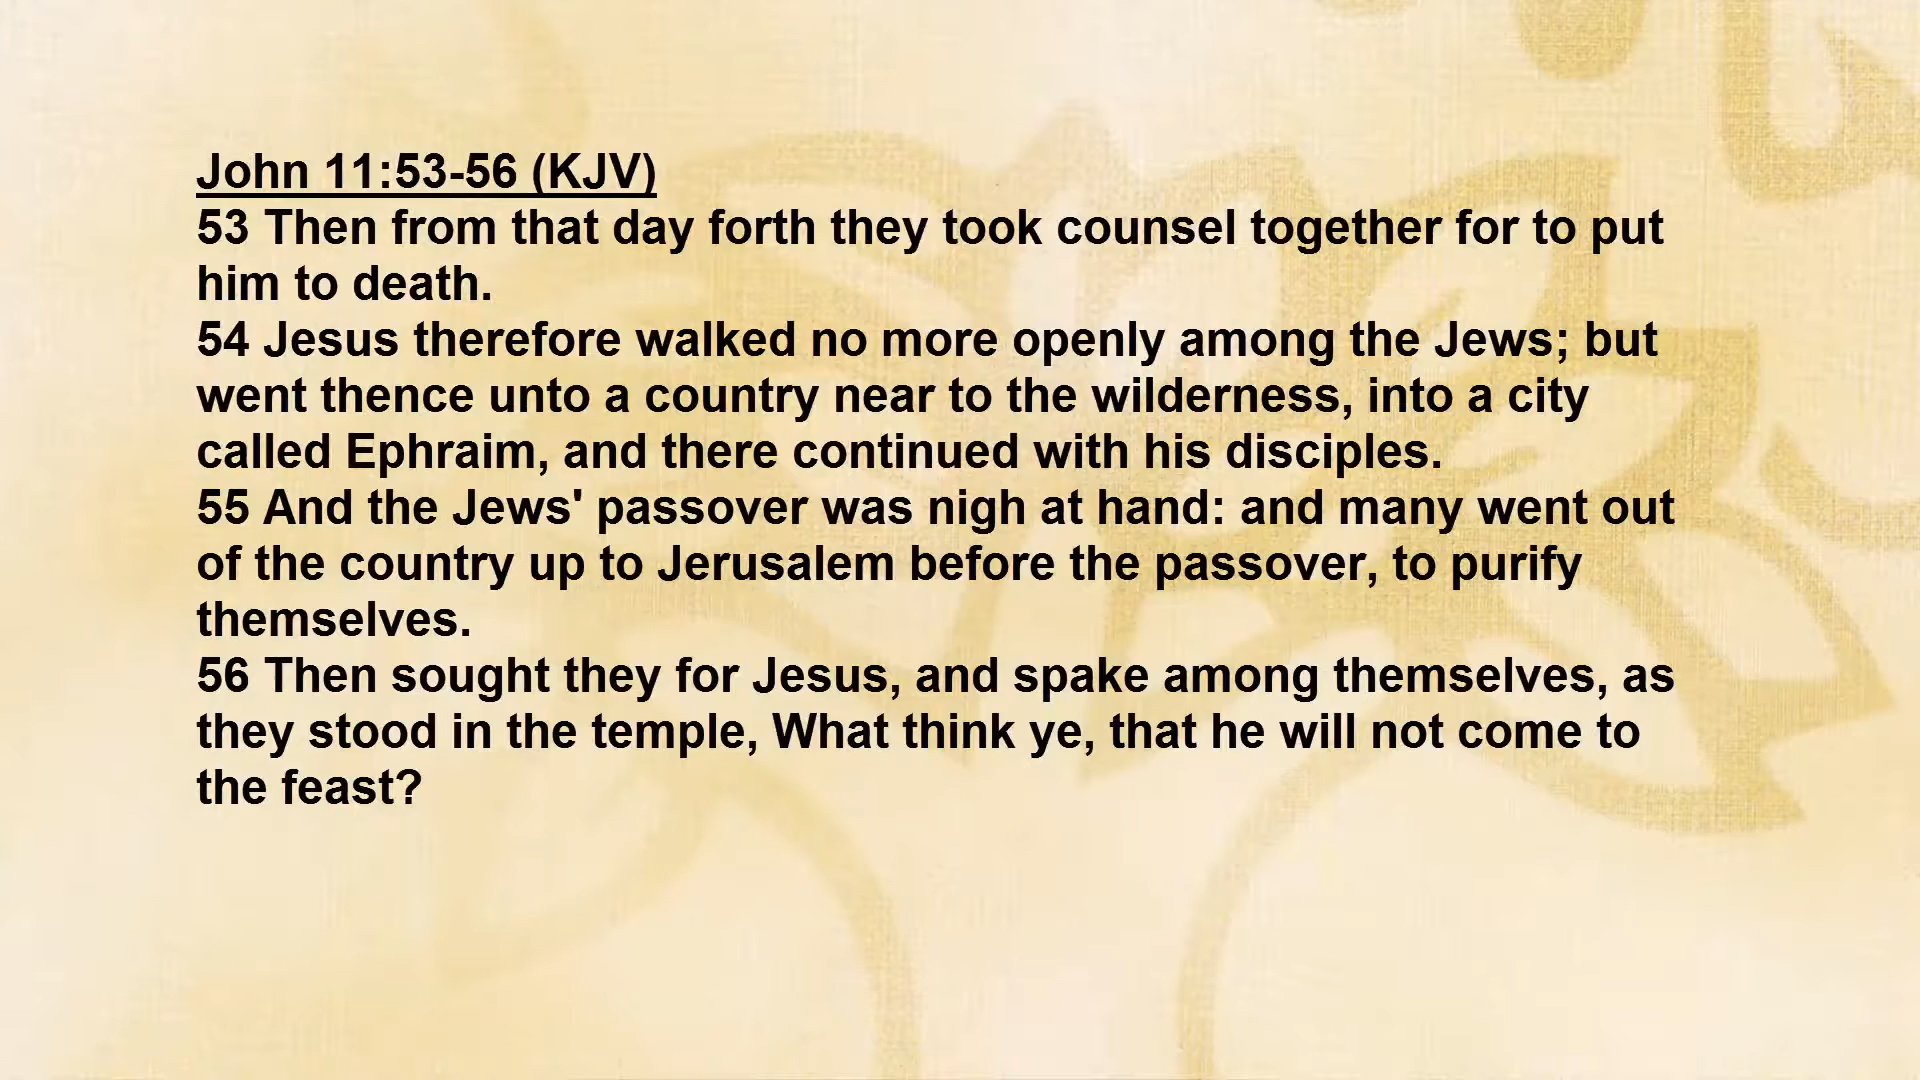 John 11:53-56 (KJV)
53 Then from that day forth they took counsel together for to put
him to death.
54 Jesus therefore walked no more openly among the Jews; but
went thence unto a country near to the wilderness, into a city
called Ephraim, and there continued with his disciples.
55 And the Jews' passover was nigh at hand: and many went out
of the country up to Jerusalem before the passover, to purify
themselves.
56 Then sought they for Jesus, and spake among themselves, as
they stood in the temple, What think ye, that he will not come to
the feast?